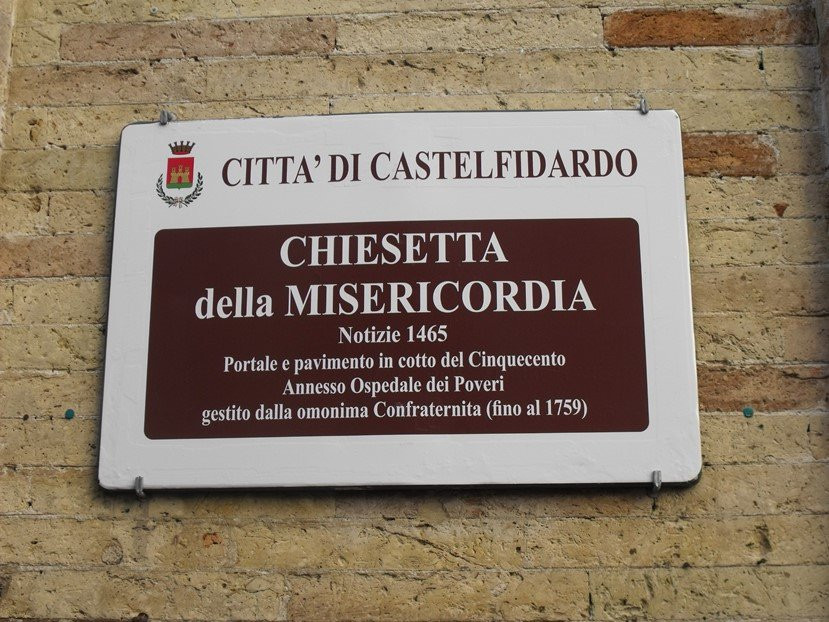 CITTA' DI CASTELFIDARDO
CHIESETTA
della MISERICORDIA
Notizie 1465
Portale e pavimento in cotto del Cinquecento
Annesso Ospedale dei Poveri
gestito dalla omonima Confraternita (fino al 1759)